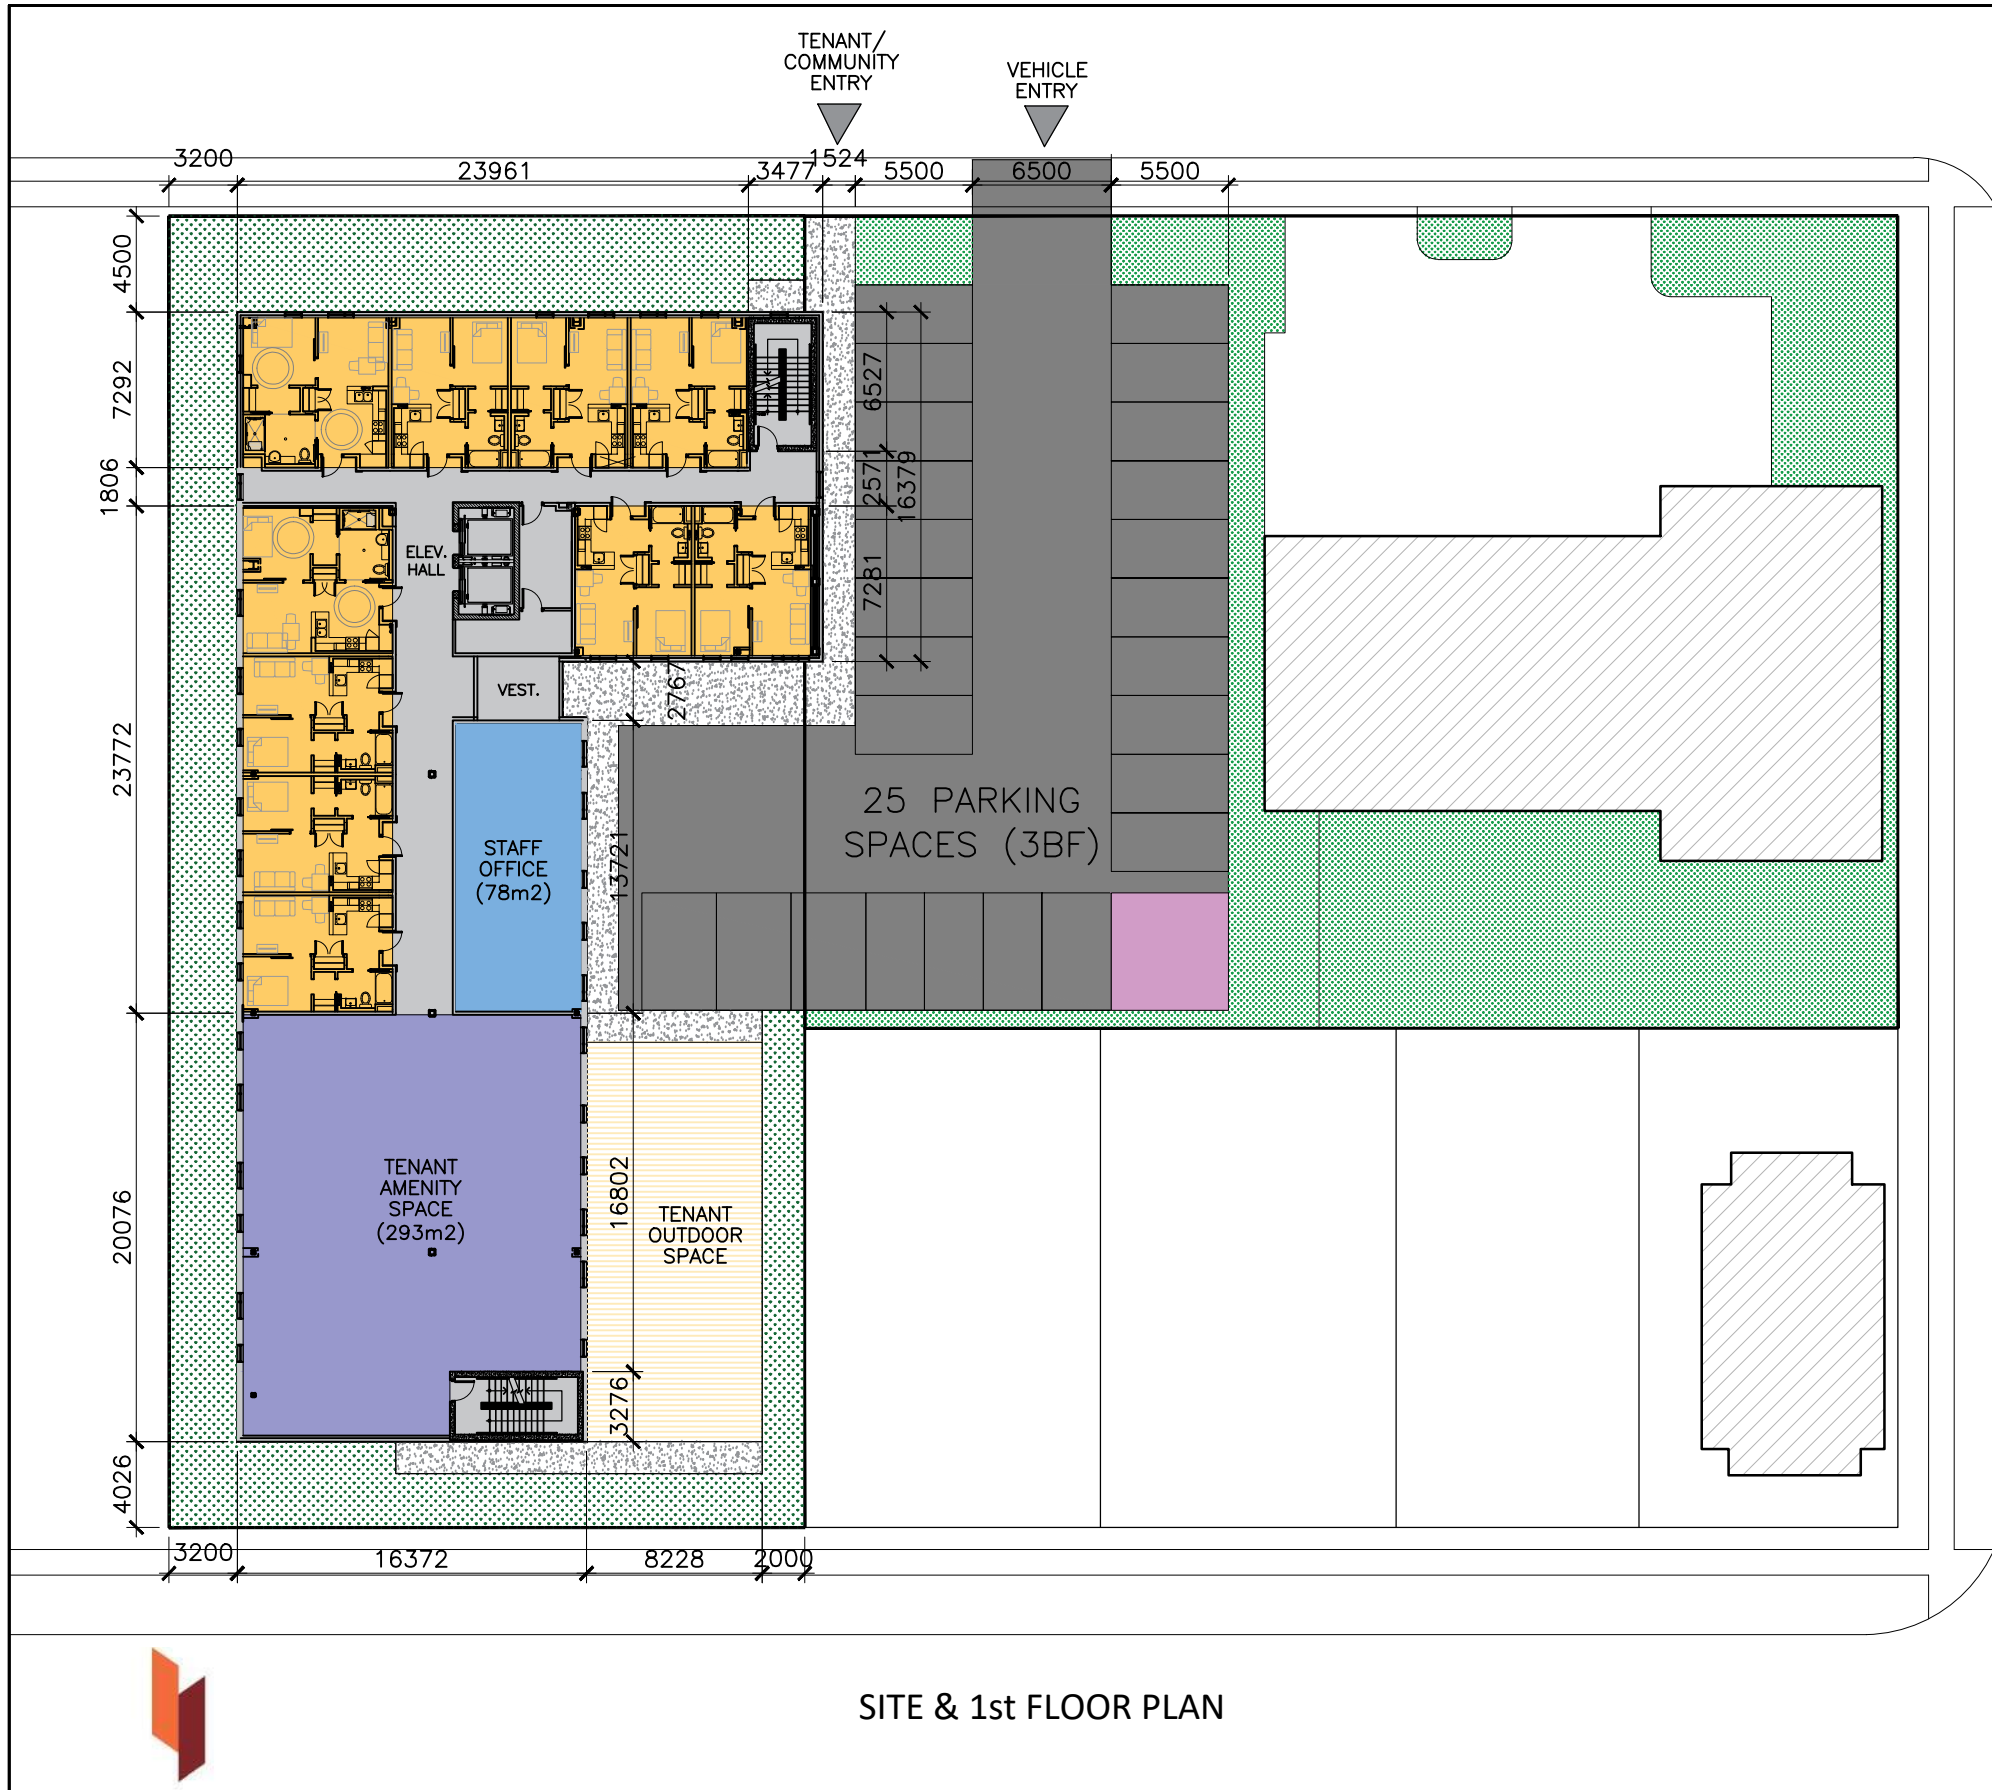 TENANT/
COMMUNITY
ENTRY
VEHICLE
ENTRY
3200
23961
3477
1524
5500
6500
5500
4500
7292
1806
23772
20076
4026
6527
2571
16379
7281
2767
13721
16802
3276
ELEV.
HALL
VEST.
STAFF
OFFICE
(78m2)
25 PARKING
SPACES (3BF)
TENANT
AMENITY
SPACE
(293m2)
TENANT
OUTDOOR
SPACE
3200
16372
8228
2000
SITE & 1st FLOOR PLAN